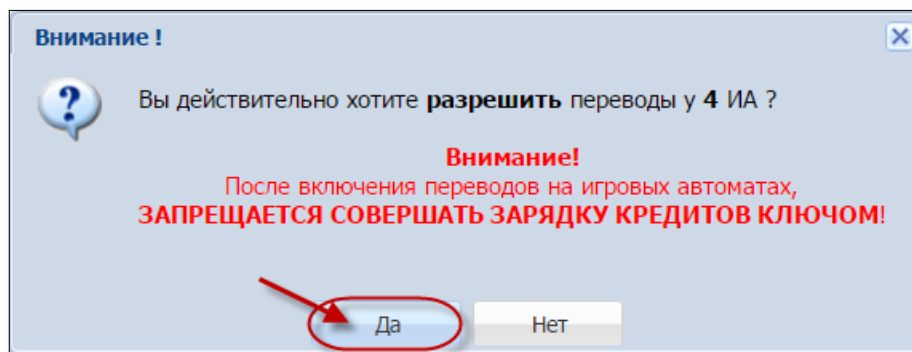 Внимание !
Вы действительно хотите разрешить переводы у 4 ИА ?
Внимание!
После включения переводов на игровых автоматах,
ЗАПРЕЩАЕТСЯ СОВЕРШАТЬ ЗАРЯДКУ КРЕДИТОВ КЛЮЧОМ!
Да Нет